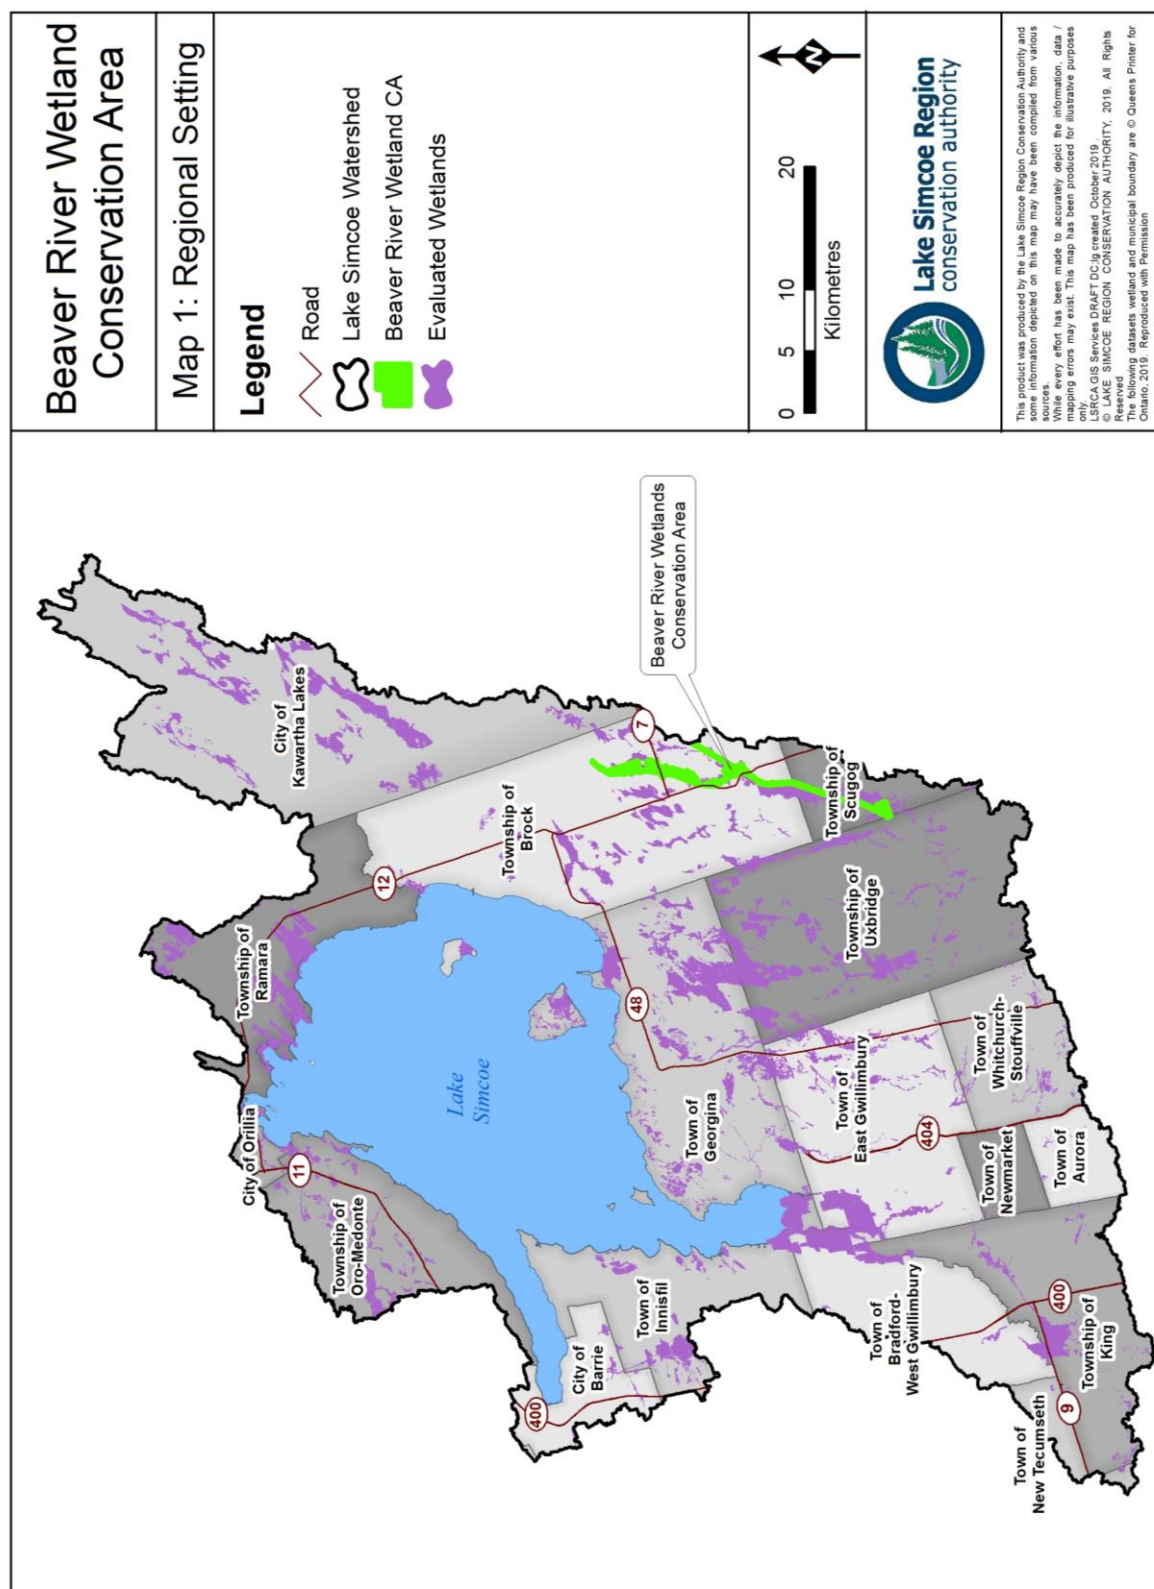 Beaver River Wetland
Conservation Area
Map 1: Regional Setting
Legend
Road
Lake Simcoe Watershed
Beaver River Wetland CA
Evaluated Wetlands
N
0 5 10 20
Kilometres
Lake Simcoe Region
conservation authority
This product was produced by the Lake Simcoe Region Conservation Authority and
some information depicted on this map may have been compiled from various
sources.
While every effort has been made to accurately depict the information, data /
mapping errors may exist. This map has been produced for illustrative purposes
only.
LSRCA GIS Services DRAFT DC:lg created October 2019 .
© LAKE SIMCOE REGION CONSERVATION AUTHORITY, 2019. All Rights
Reserved
The following datasets wetland and municipal boundary are © Queens Printer for
Ontario, 2019. Reproduced with Permission
City of
Kawartha Lakes
Township of
Ramara
12
City of Orillia
11
Township of
Oro-Medonte
Township of
Brock
Lake
Simcoe
7
Beaver River Wetlands
Conservation Area
48
400
City of
Barrie
Town of
Innisfil
Town of
Georgina
Township of
Scugog
Township of
Uxbridge
Town of
East Gwillimbury
404
Town of
Bradford-
West Gwillimbury
Town of
Whitchurch-
Stouffville
Town of
Newmarket
Town of
Aurora
400
Township of
King
9
Town of
New Tecumseth